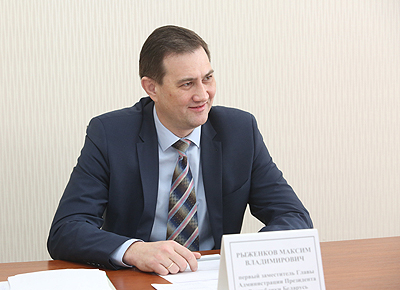 РЫЖЕНКОВ МАКСИМ
ВЛАДИМИРОВИЧ
первый заместитель Главы
Администрации Президента
Беларусь